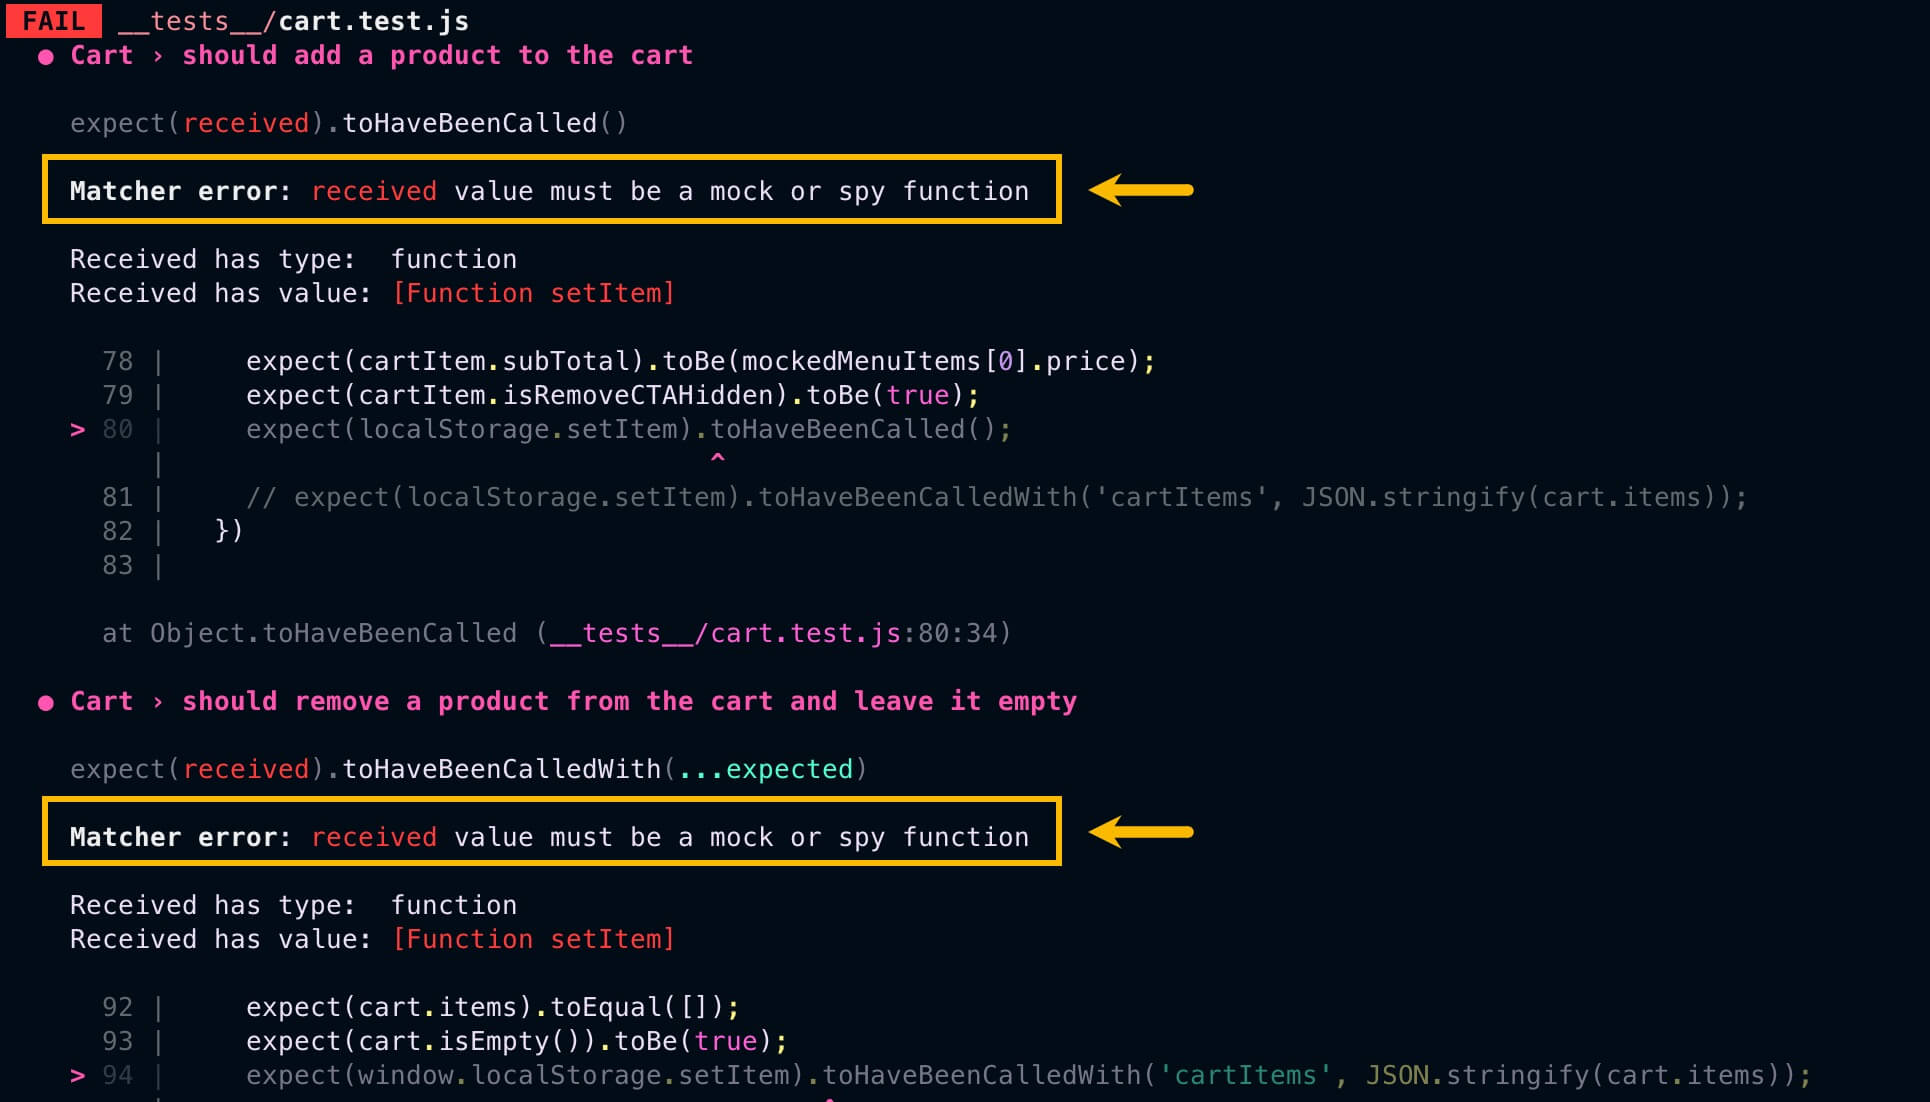 FAIL __tests__/cart.test.js
● Cart › should add a product to the cart
expect(received).toHaveBeenCalled()
Matcher error: received value must be a mock or spy function
Received has type:  function
Received has value: [Function setItem]
78 |     expect(cartItem.subTotal).toBe(mockedMenuItems[0].price);
79 |     expect(cartItem.isRemoveCTAHidden).toBe(true);
> 80 |     expect(localStorage.setItem).toHaveBeenCalled();
|                                  ^
81 |     // expect(localStorage.setItem).toHaveBeenCalledWith('cartItems', JSON.stringify(cart.items));
82 |   })
83 |
at Object.toHaveBeenCalled (__tests__/cart.test.js:80:34)
● Cart › should remove a product from the cart and leave it empty
expect(received).toHaveBeenCalledWith(...expected)
Matcher error: received value must be a mock or spy function
Received has type:  function
Received has value: [Function setItem]
92 |     expect(cart.items).toEqual([]);
93 |     expect(cart.isEmpty()).toBe(true);
> 94 |     expect(window.localStorage.setItem).toHaveBeenCalledWith('cartItems', JSON.stringify(cart.items));